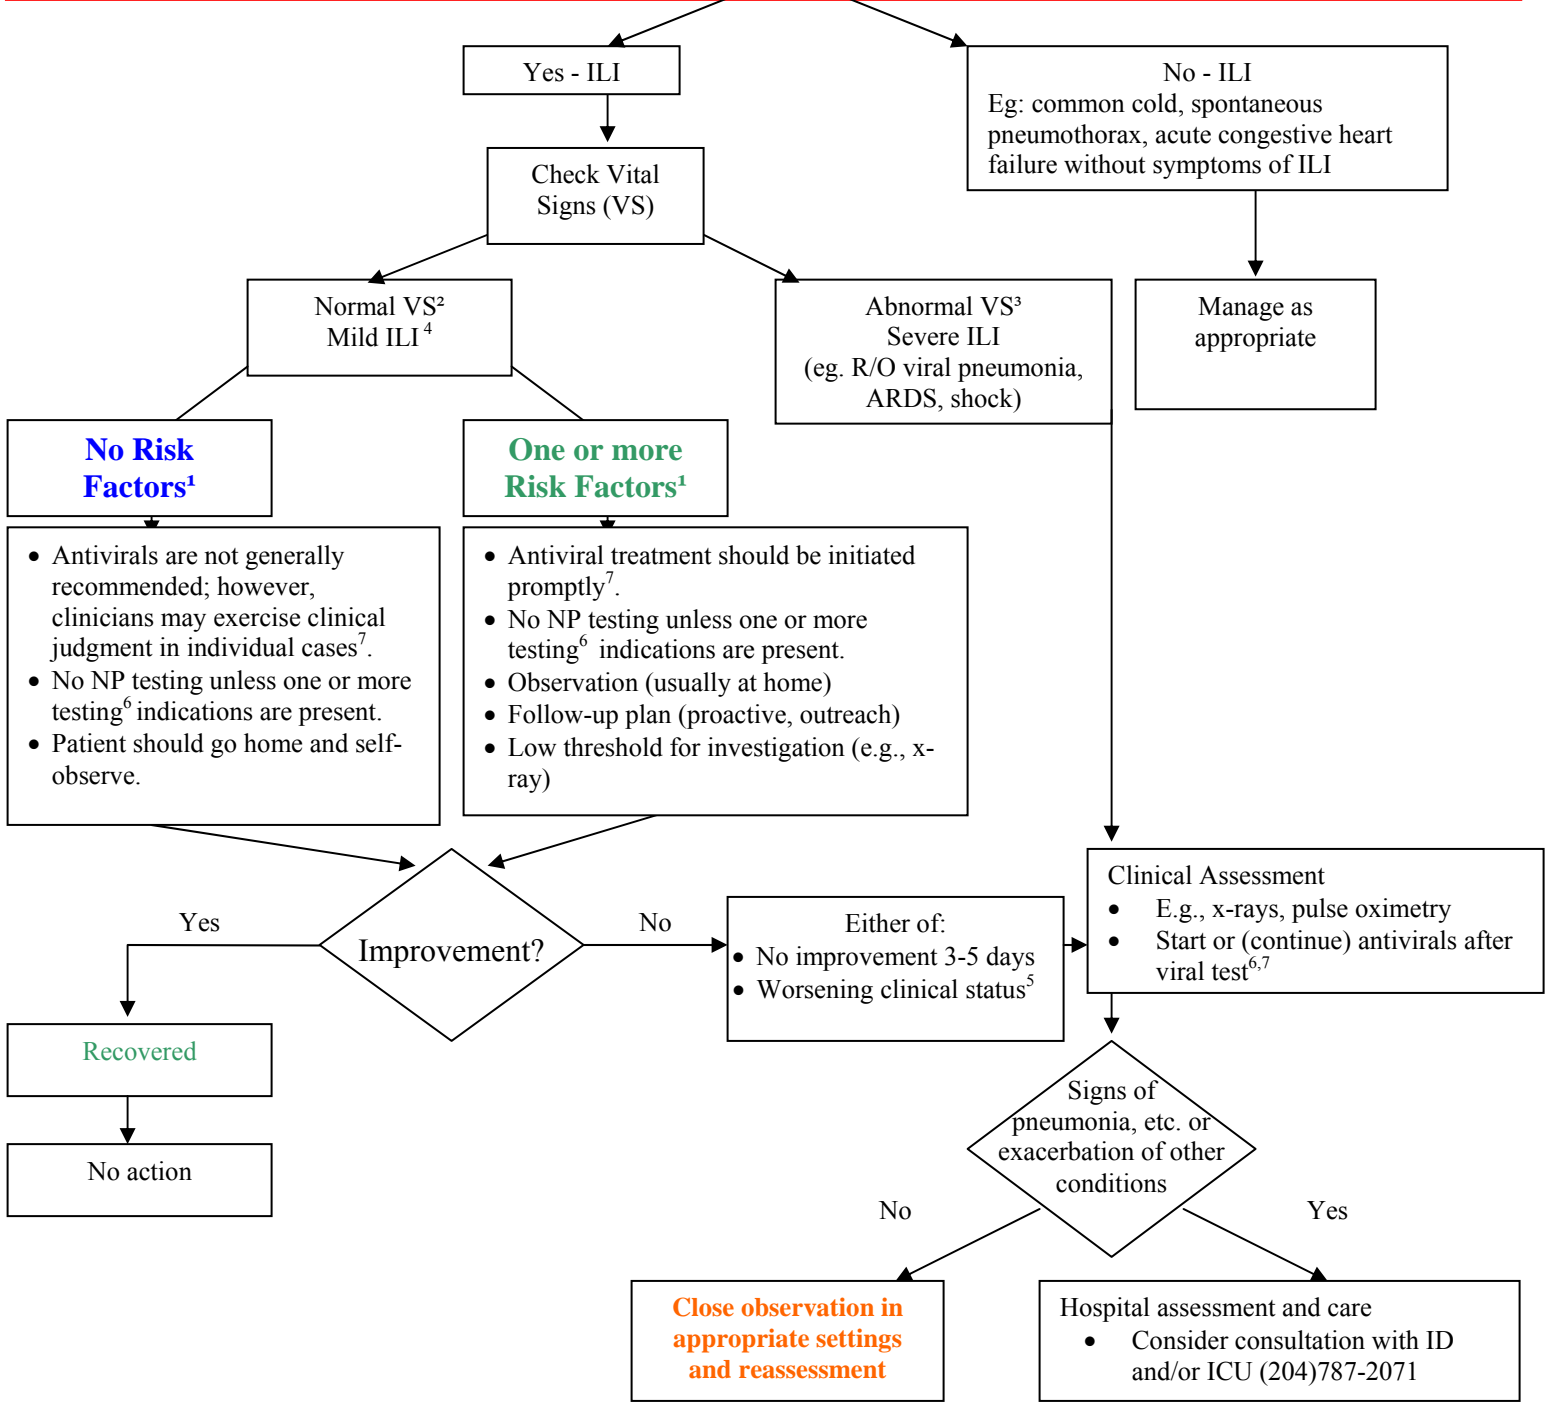 Yes - ILI
No - ILI
Eg: common cold, spontaneous
pneumothorax, acute congestive heart
failure without symptoms of ILI
Check Vital
Signs (VS)
Normal VS²
Mild ILI ⁴
Abnormal VS³
Severe ILI
(eg. R/O viral pneumonia,
ARDS, shock)
Manage as
appropriate
No Risk
Factors¹
One or more
Risk Factors¹
• Antivirals are not generally
recommended; however,
clinicians may exercise clinical
judgment in individual cases⁷.
• No NP testing unless one or more
testing⁶ indications are present.
• Patient should go home and self-
observe.
• Antiviral treatment should be initiated
promptly⁷.
• No NP testing unless one or more
testing⁶ indications are present.
• Observation (usually at home)
• Follow-up plan (proactive, outreach)
• Low threshold for investigation (e.g., x-
ray)
Improvement?
Yes
No
Either of:
• No improvement 3-5 days
• Worsening clinical status⁵
Clinical Assessment
• E.g., x-rays, pulse oximetry
• Start or (continue) antivirals after
viral test⁶,⁷
Recovered
No action
Signs of
pneumonia, etc. or
exacerbation of other
conditions
No
Yes
Close observation in
appropriate settings
and reassessment
Hospital assessment and care
• Consider consultation with ID
and/or ICU (204)787-2071